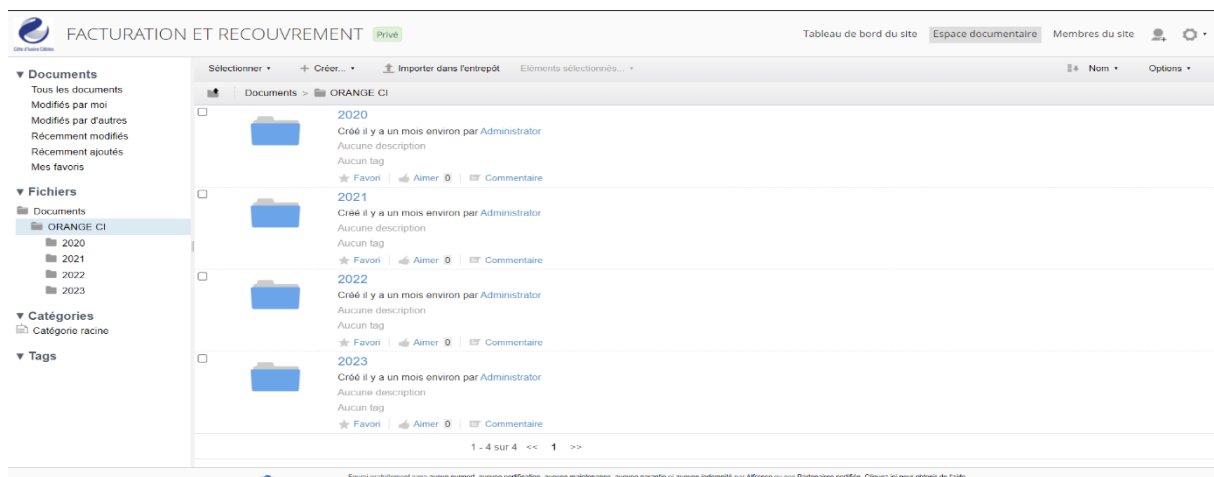 Côte d'Ivoire Câbles
FACTURATION ET RECOUVREMENT Privé
Tableau de bord du site Espace documentaire Membres du site
Documents
Tous les documents
Modifiés par moi
Modifiés par d'autres
Récemment modifiés
Récemment ajoutés
Mes favoris
Fichiers
Documents
ORANGE CI
2020
2021
2022
2023
Catégories
Catégorie racine
Tags
Sélectionner + Créer... Importer dans l'entrepôt Eléments sélectionnés... Nom Options
Documents > ORANGE CI
2020
Créé il y a un mois environ par Administrator
Aucune description
Aucun tag
Favori Aimer 0 Commentaire
2021
Créé il y a un mois environ par Administrator
Aucune description
Aucun tag
Favori Aimer 0 Commentaire
2022
Créé il y a un mois environ par Administrator
Aucune description
Aucun tag
Favori Aimer 0 Commentaire
2023
Créé il y a un mois environ par Administrator
Aucune description
Aucun tag
Favori Aimer 0 Commentaire
1 - 4 sur 4 << 1 >>